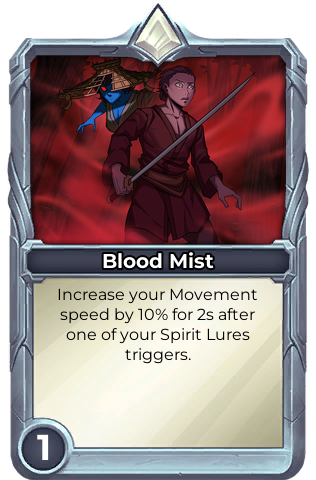 Blood Mist
Increase your Movement
speed by 10% for 2s after
one of your Spirit Lures
triggers.
1